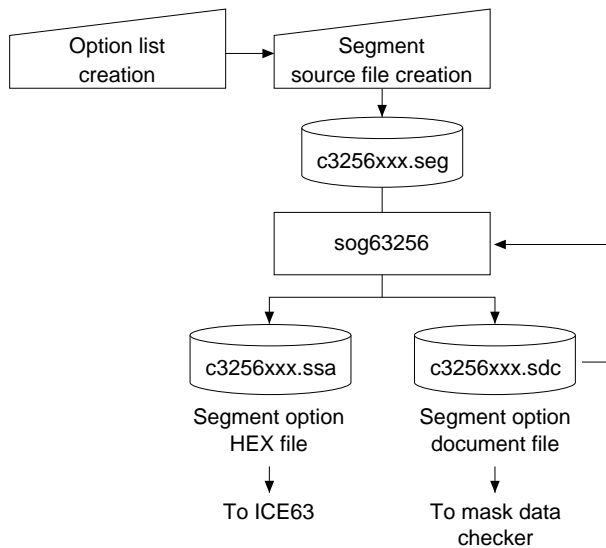 Option list
creation
Segment
source file creation
c3256xxx.seg
sog63256
c3256xxx.ssa
c3256xxx.sdc
Segment option
HEX file
Segment option
document file
To ICE63
To mask data
checker